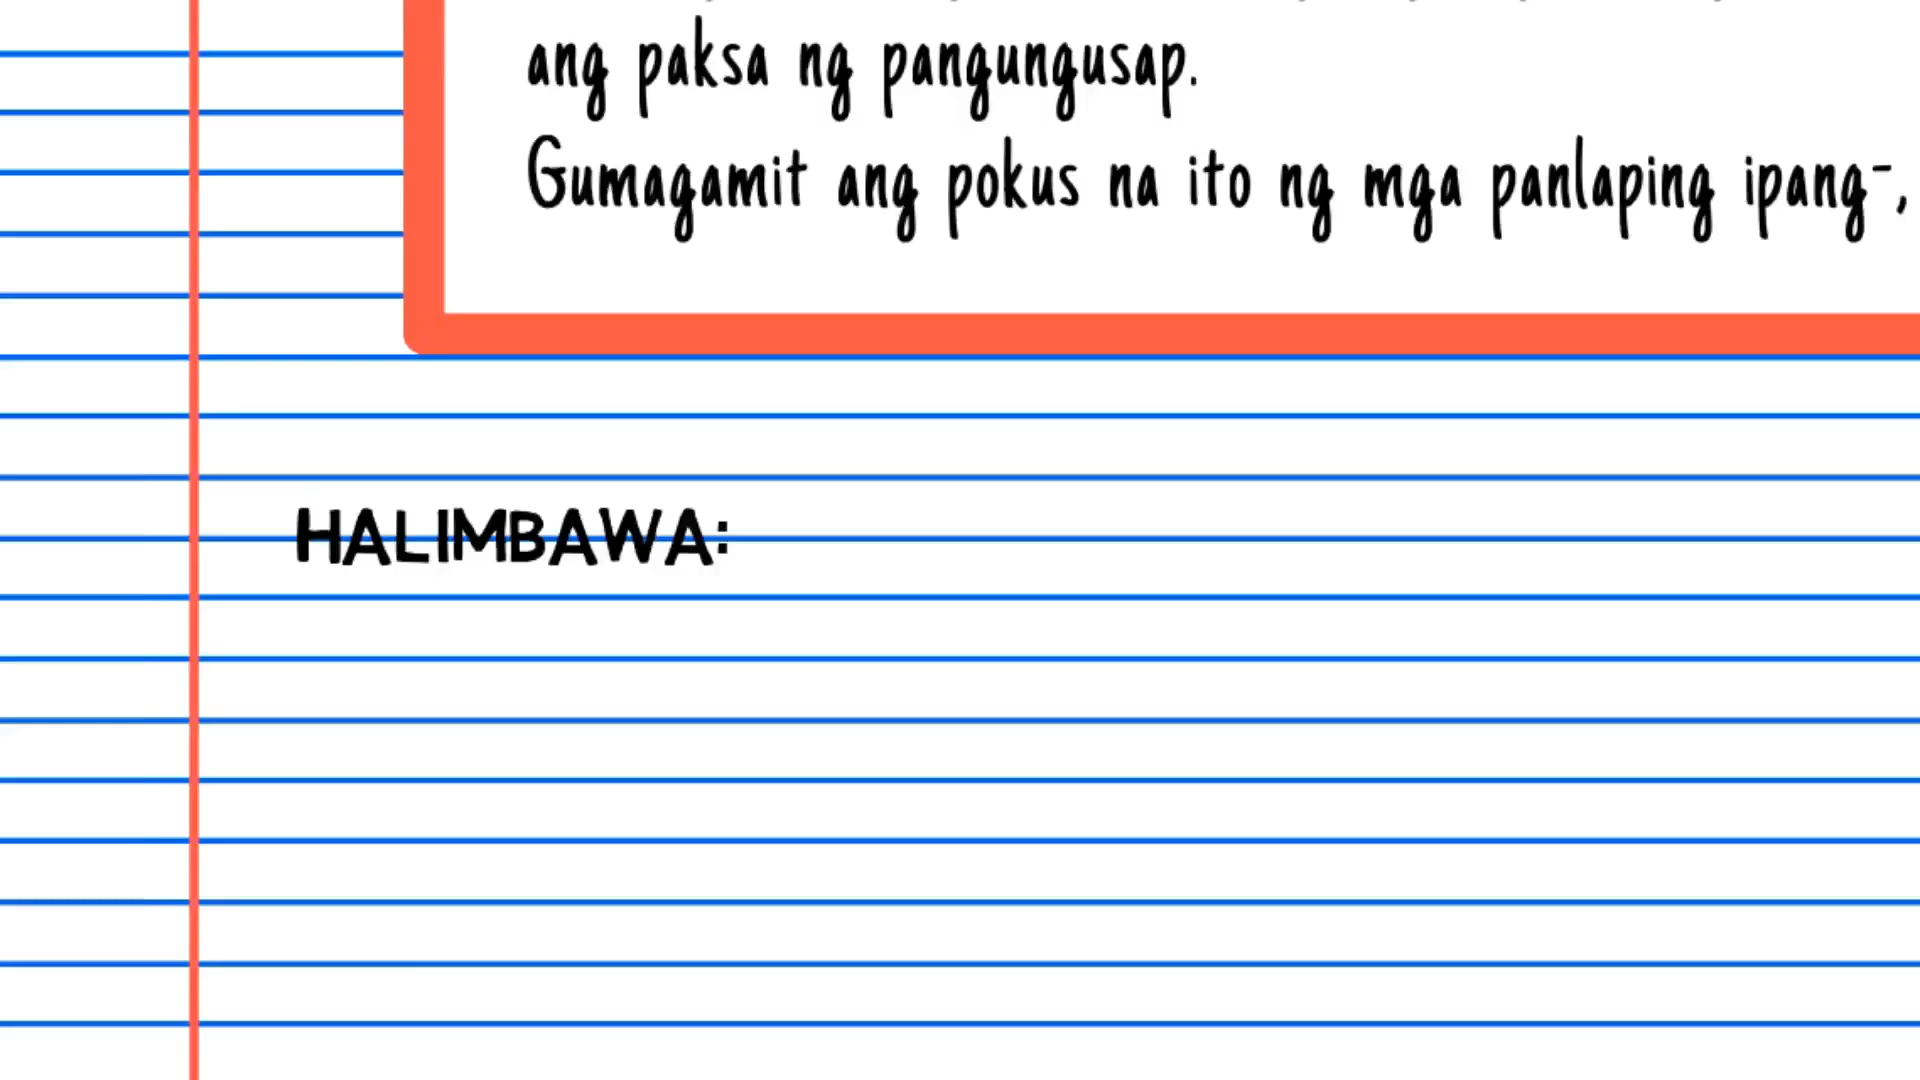 ang paksa ng pangungusap.
Gumagamit ang pokus na ito ng mga panlaping ipang-,
HALIMBAWA: